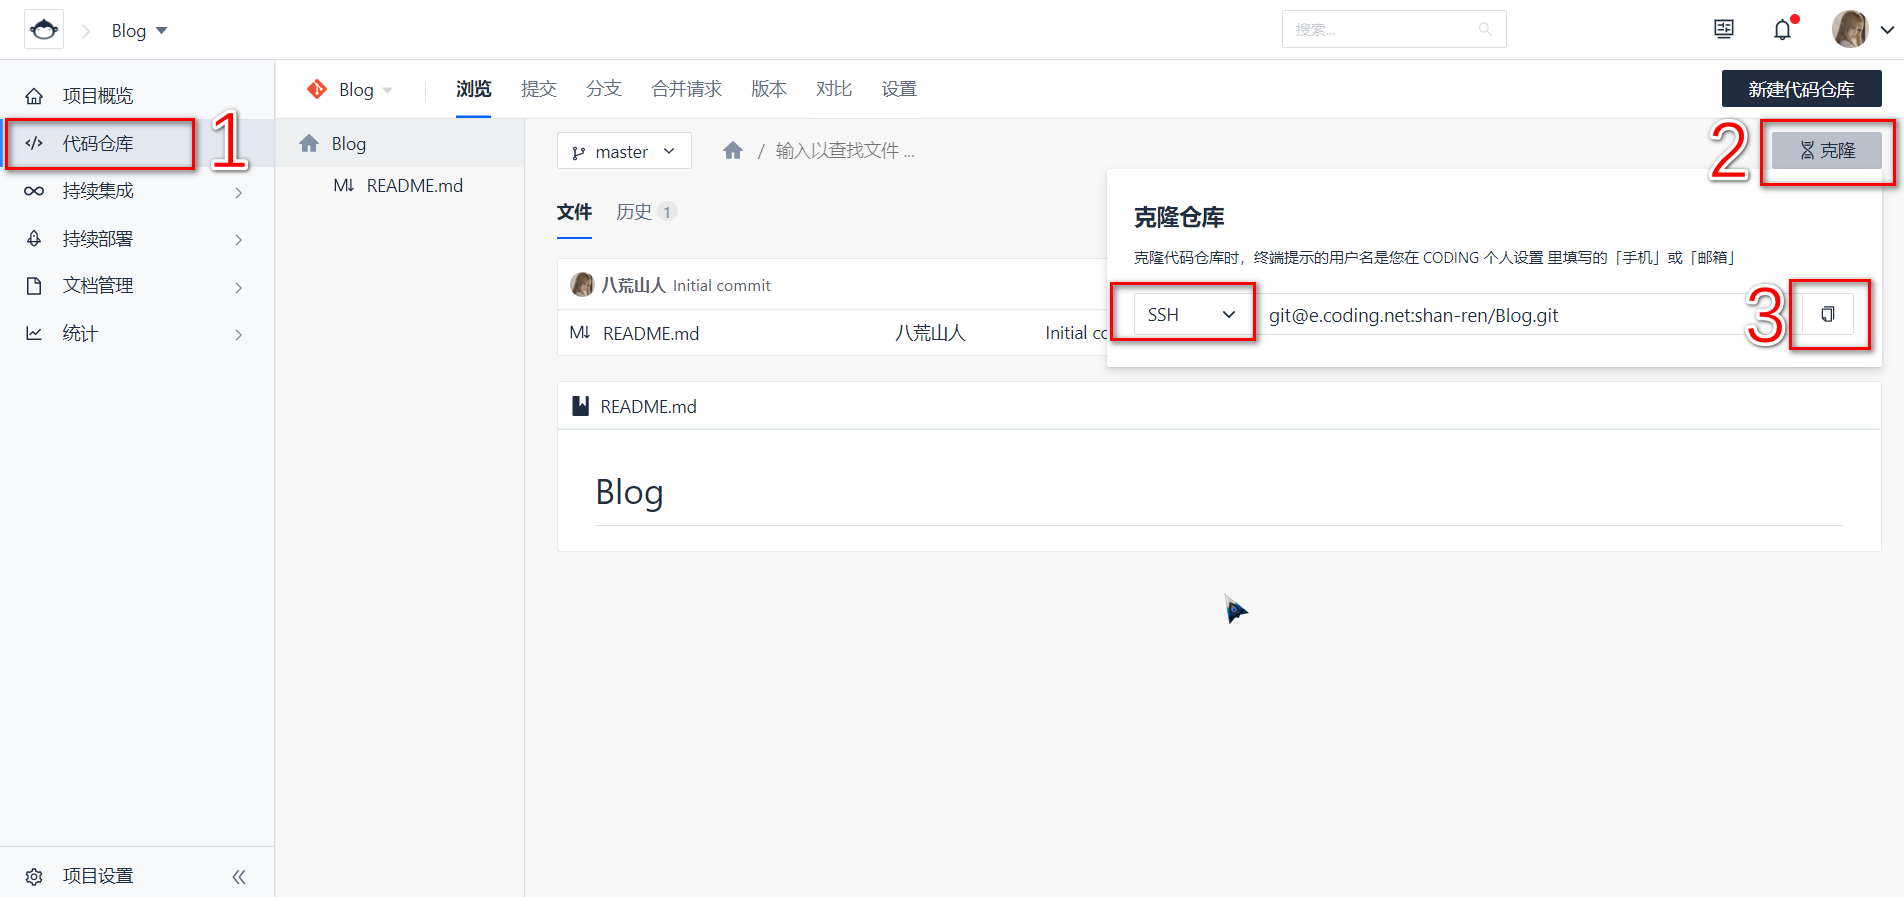 Blog
搜索...
项目概览
代码仓库
1
持续集成
持续部署
文档管理
统计
项目设置
Blog
浏览 提交 分支 合并请求 版本 对比 设置
新建代码仓库
Blog
README.md
master
/ 输入以查找文件 ...
2
克隆
文件 历史 1
八荒山人 Initial commit
README.md 八荒山人 Initial co
克隆仓库
克隆代码仓库时，终端提示的用户名是您在 CODING 个人设置 里填写的「手机」或「邮箱」
SSH git@e.coding.net:shan-ren/Blog.git
3
README.md
Blog